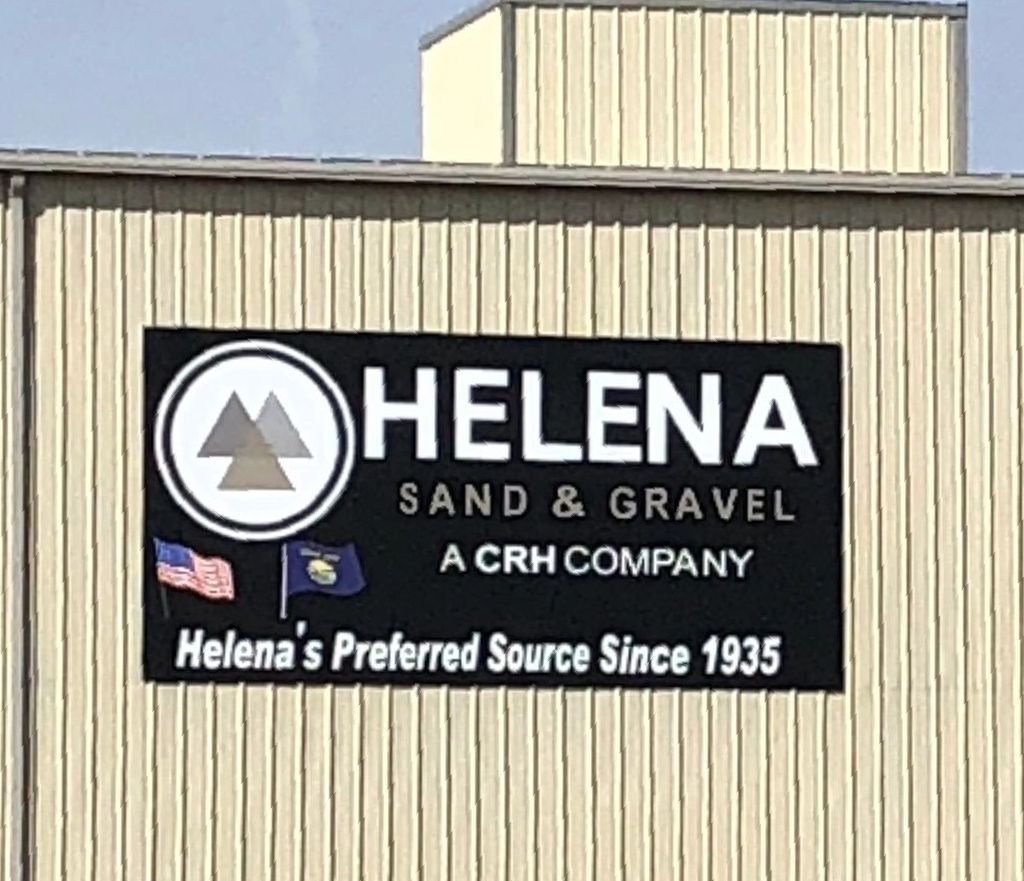 HELENA
SAND & GRAVEL
A CRH COMPANY
Helena's Preferred Source Since 1935